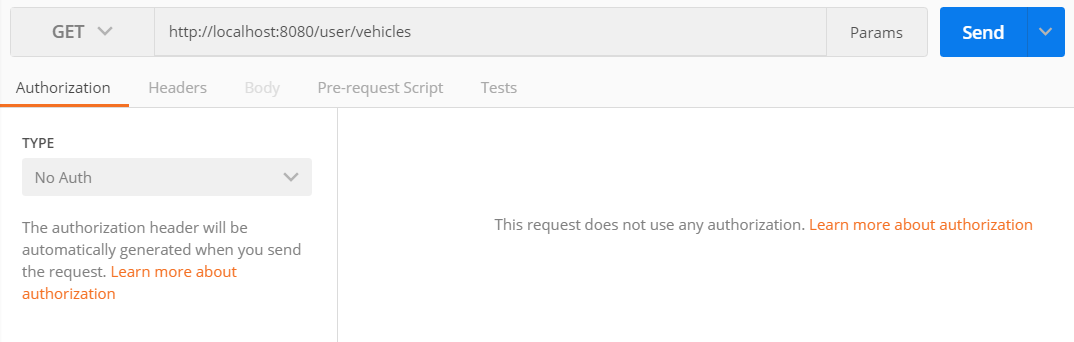 GET
http://localhost:8080/user/vehicles
Params
Send
Authorization
Headers
Body
Pre-request Script
Tests
TYPE
No Auth
The authorization header will be
automatically generated when you send
the request. Learn more about
authorization
This request does not use any authorization. Learn more about authorization